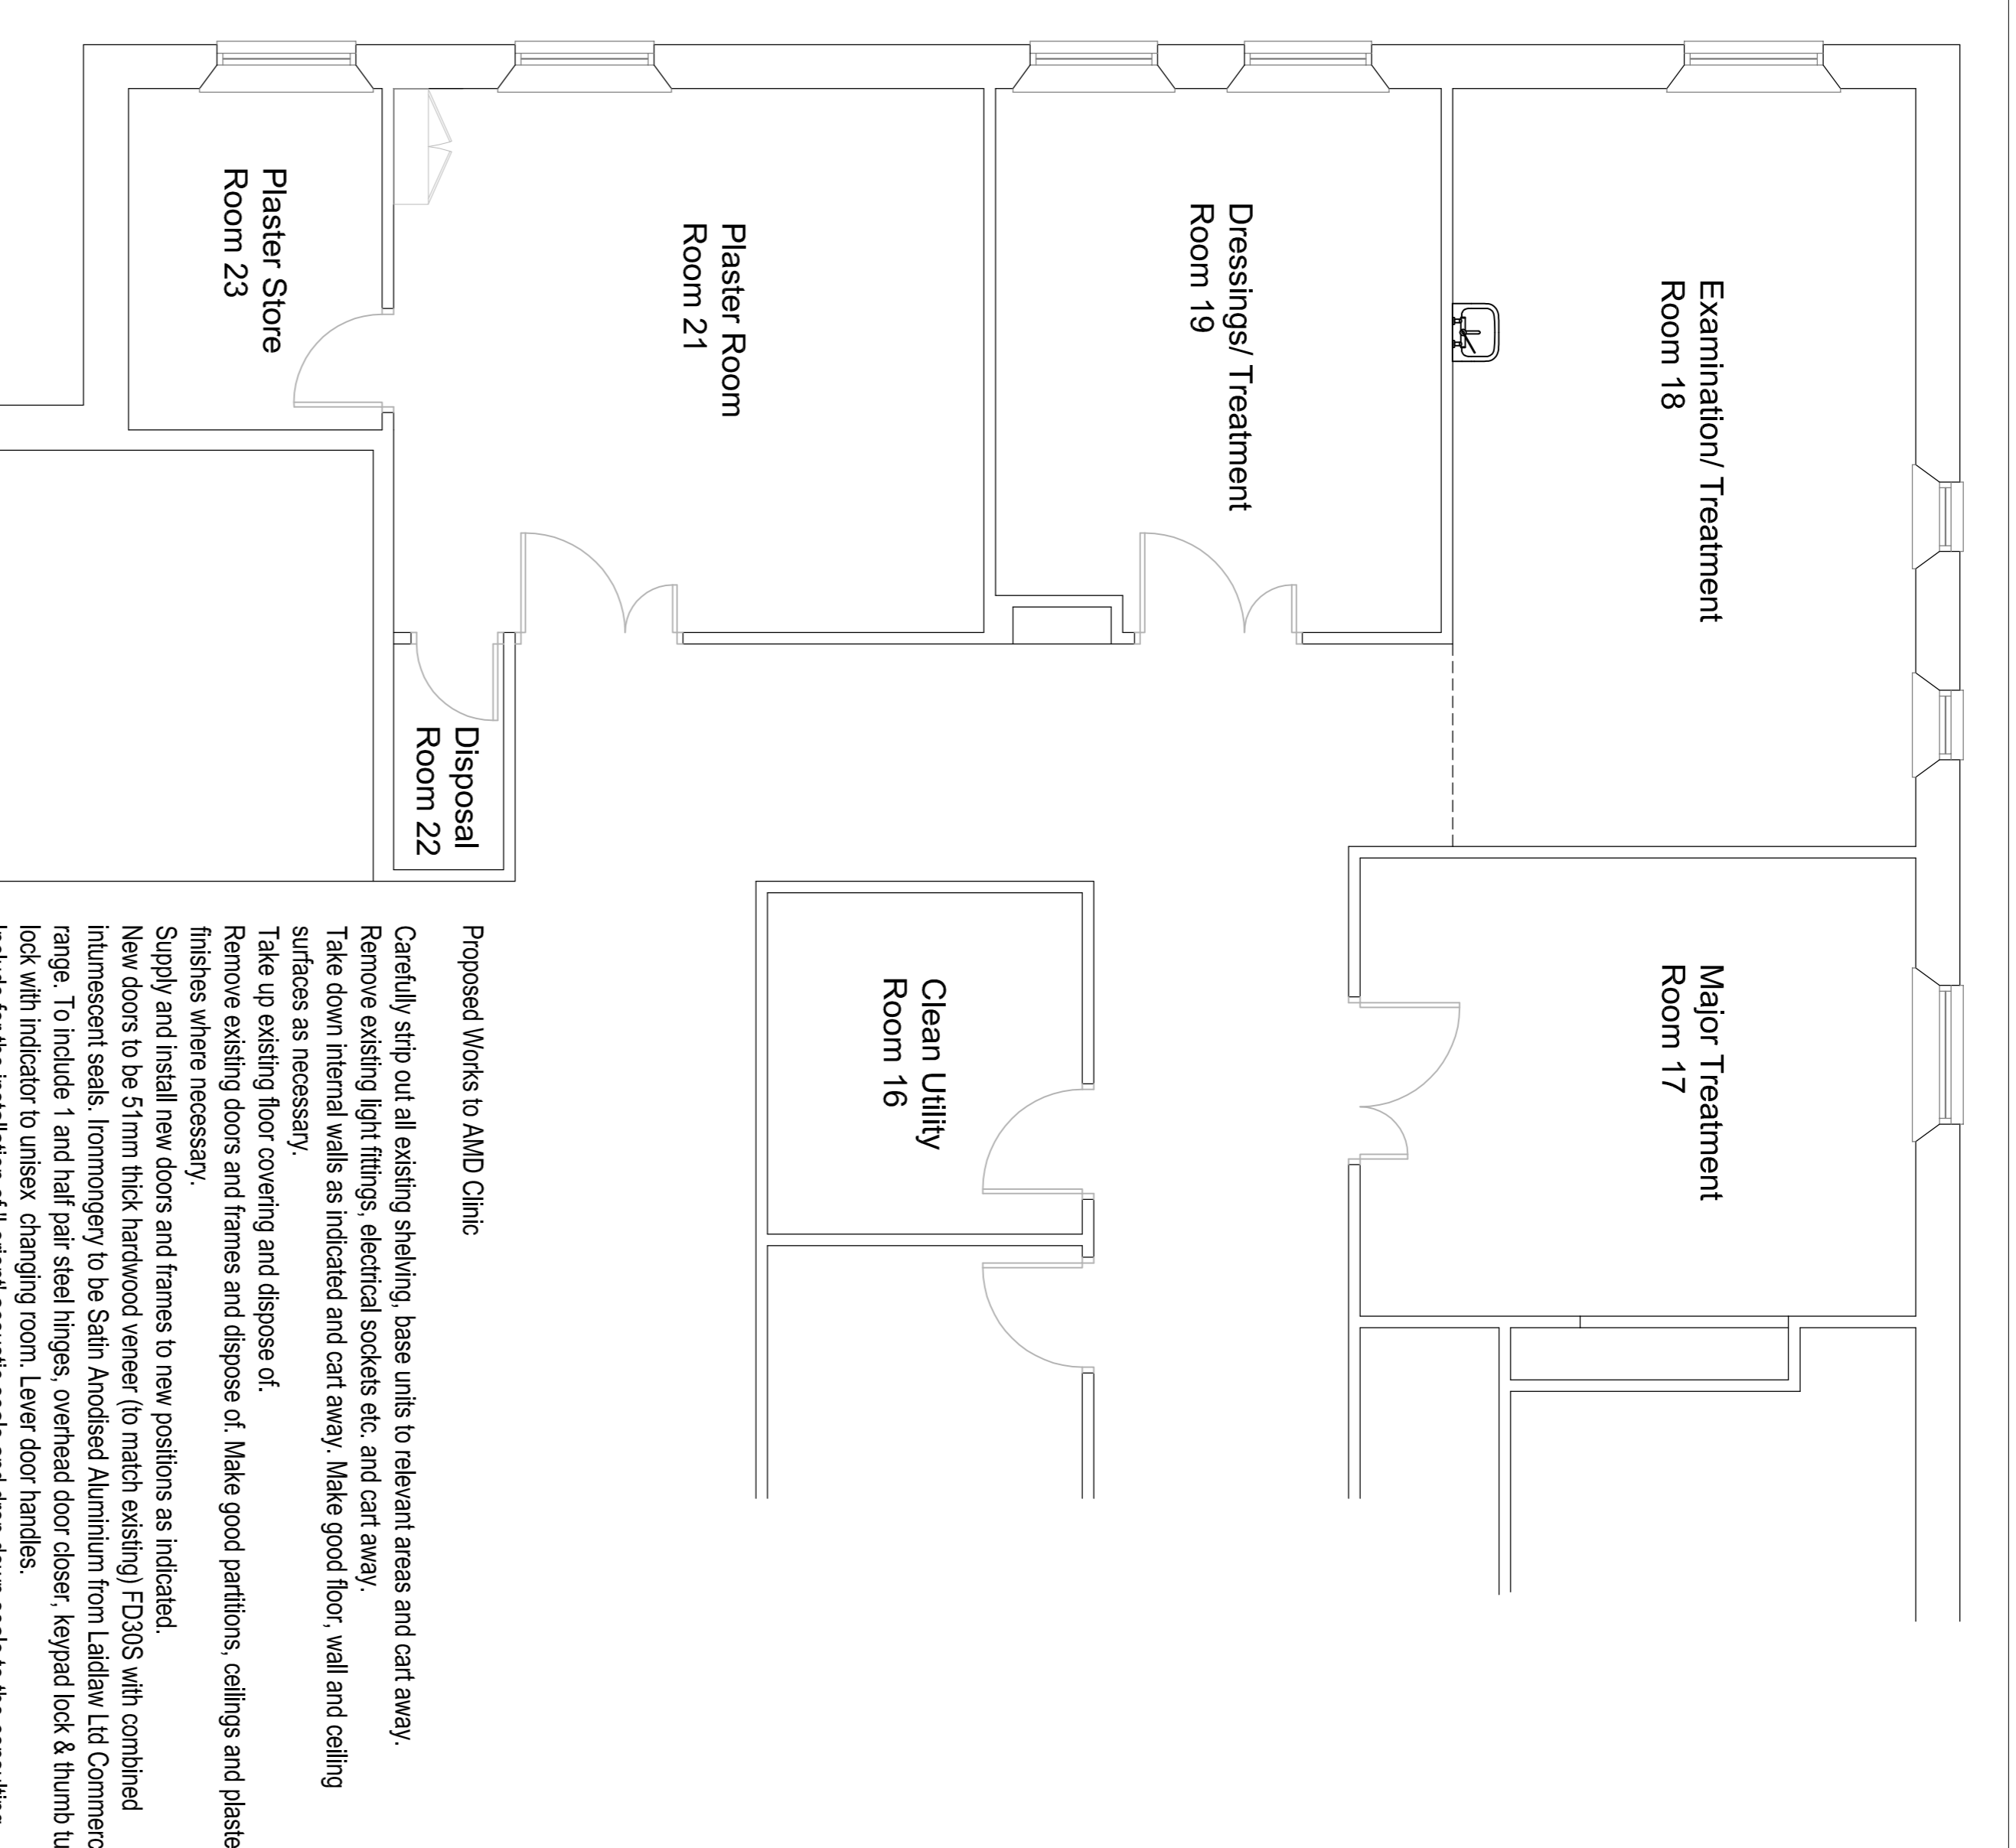 Examination/ Treatment
Room 18
Major Treatment
Room 17
Dressings/ Treatment
Room 19
Clean Utility
Room 16
Plaster Room
Room 21
Disposal
Room 22
Plaster Store
Room 23
Proposed Works to AMD Clinic
Carefully strip out all existing shelving, base units to relevant areas and cart away.
Remove existing light fittings, electrical sockets etc. and cart away.
Take down internal walls as indicated and cart away. Make good floor, wall and ceiling
surfaces as necessary.
Take up existing floor covering and dispose of.
Remove existing doors and frames and dispose of. Make good partitions, ceilings and plaste
finishes where necessary.
Supply and install new doors and frames to new positions as indicated.
New doors to be 51mm thick hardwood veneer (to match existing) FD30S with combined
intumescent seals. Ironmongery to be Satin Anodised Aluminium from Laidlaw Ltd Commerc
range. To include 1 and half pair steel hinges, overhead door closer, keypad lock & thumb tu
lock with indicator to unisex changing room. Lever door handles.